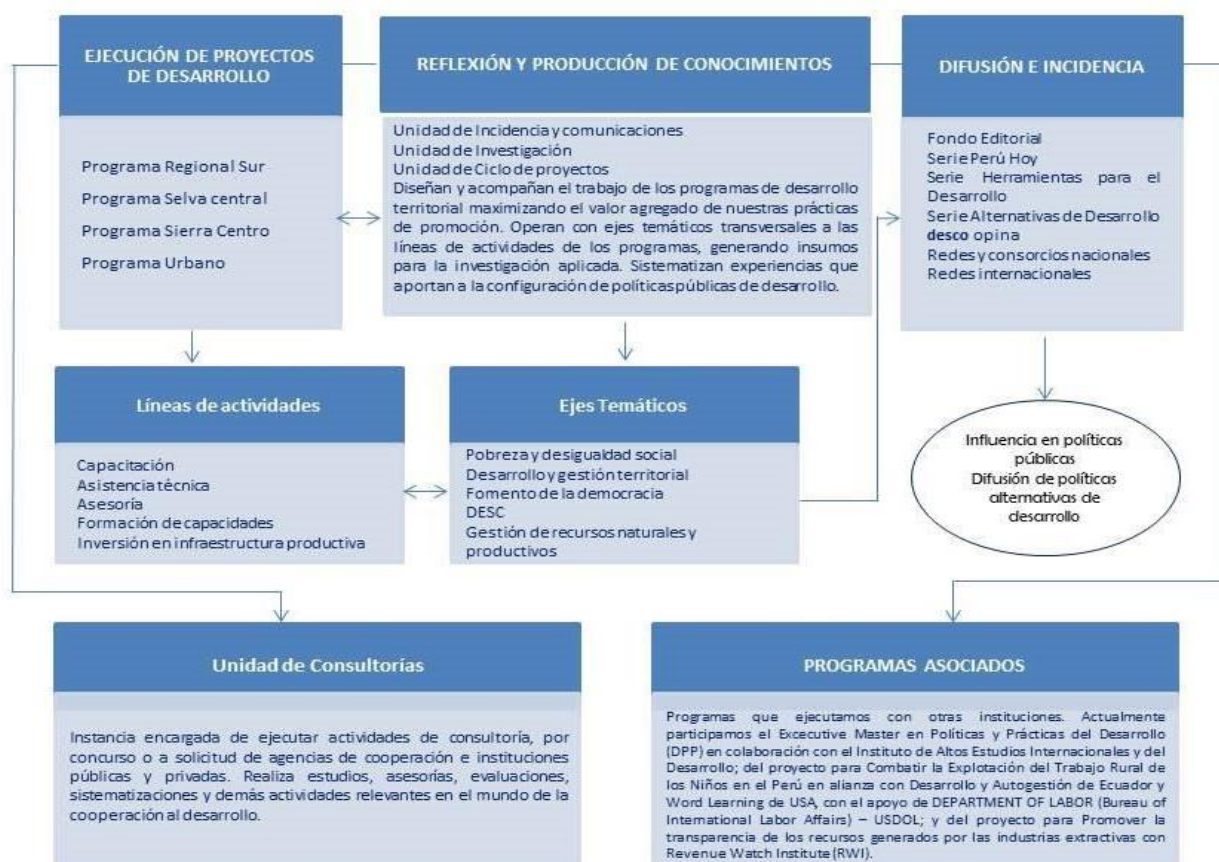 EJECUCIÓN DE PROYECTOS
DE DESARROLLO
Programa Regional Sur
Programa Selva central
Programa Sierra Centro
Programa Urbano
REFLEXIÓN Y PRODUCCIÓN DE CONOCIMIENTOS
Unidad de Incidencia y comunicaciones
Unidad de Investigación
Unidad de Ciclo de proyectos
Diseñan y acompañan el trabajo de los programas de desarrollo
territorial maximizando el valor agregado de nuestras prácticas
de promoción. Operan con ejes temáticos transversales a las
líneas de actividades de los programas, generando insumos
para la investigación aplicada. Sistematizan experiencias que
aportan a la configuración de políticas públicas de desarrollo.
DIFUSIÓN E INCIDENCIA
Fondo Editorial
Serie Perú Hoy
Serie Herramientas para el
Desarrollo
Serie Alternativas de Desarrollo
desco opina
Redes y consorcios nacionales
Redes internacionales
Líneas de actividades
Capacitación
Asistencia técnica
Asesoría
Formación de capacidades
Inversión en infraestructura productiva
Ejes Temáticos
Pobreza y desigualdad social
Desarrollo y gestión territorial
Fomento de la democracia
DESC
Gestión de recursos naturales y
productivos
Influencia en políticas
públicas
Difusión de políticas
alternativas de
desarrollo
Unidad de Consultorías
Instancia encargada de ejecutar actividades de consultoría, por
concurso o a solicitud de agencias de cooperación e instituciones
públicas y privadas. Realiza estudios, asesorías, evaluaciones,
sistematizaciones y demás actividades relevantes en el mundo de la
cooperación al desarrollo.
PROGRAMAS ASOCIADOS
Programas que ejecutamos con otras instituciones. Actualmente
participamos el Excecutive Master en Políticas y Prácticas del Desarrollo
(DPP) en colaboración con el Instituto de Altos Estudios Internacionales y del
Desarrollo; del proyecto para Combatir la Explotación del Trabajo Rural de
los Niños en el Perú en alianza con Desarrollo y Autogestión de Ecuador y
Word Learning de USA, con el apoyo de DEPARTMENT OF LABOR (Bureau of
International Labor Affairs) – USDOL; y del proyecto para Promover la
transparencia de los recursos generados por las industrias extractivas con
Revenue Watch Institute (RWI).